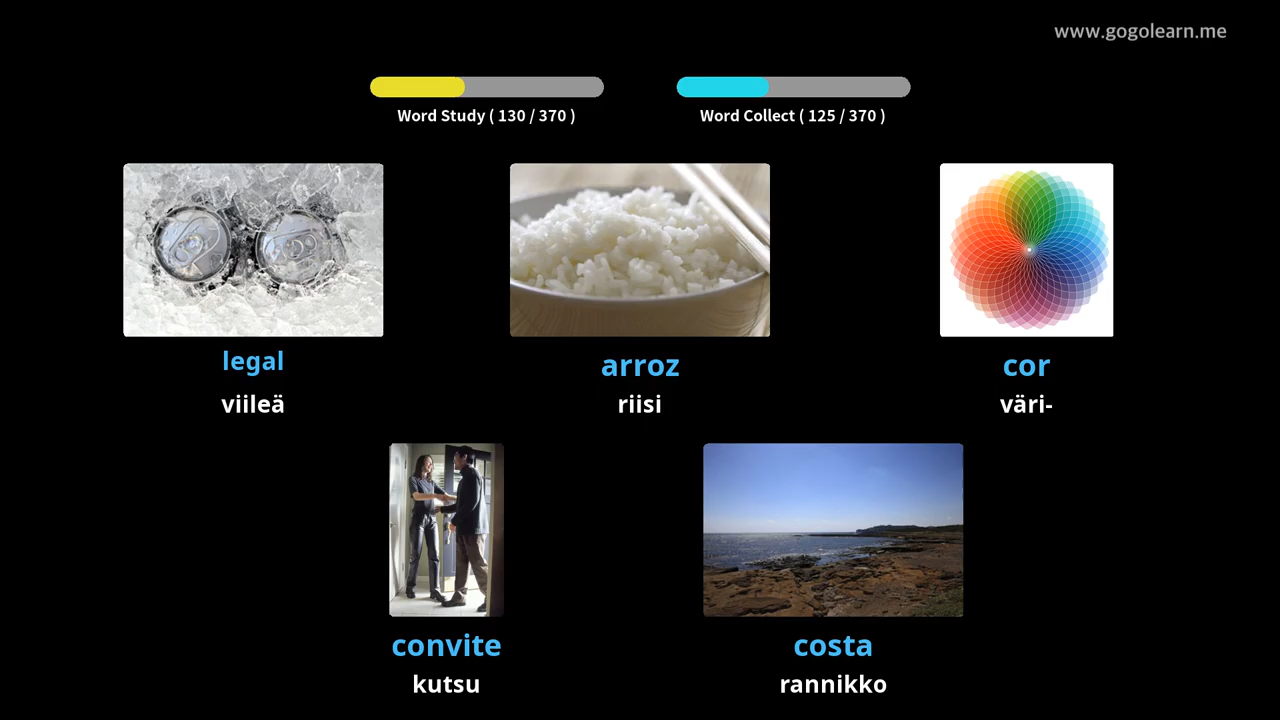 www.gogolearn.me
Word Study ( 130 / 370 )
Word Collect ( 125 / 370 )
legal
viileä
arroz
riisi
cor
väri-
convite
kutsu
costa
rannikko